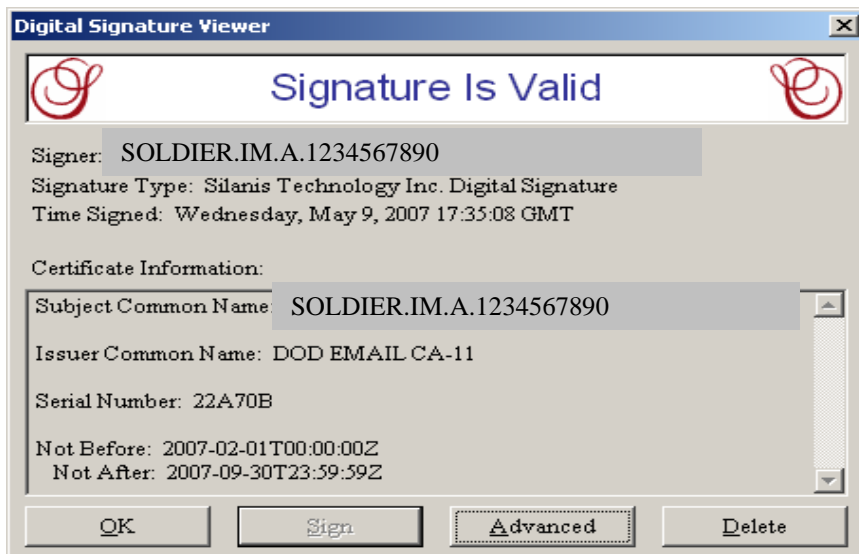 Digital Signature Viewer
Signature Is Valid
Signer: SOLDIER.IM.A.1234567890
Signature Type: Silanis Technology Inc. Digital Signature
Time Signed: Wednesday, May 9, 2007 17:35:08 GMT
Certificate Information:
Subject Common Name: SOLDIER.IM.A.1234567890
Issuer Common Name: DOD EMAIL CA-11
Serial Number: 22A70B
Not Before: 2007-02-01T00:00:00Z
Not After: 2007-09-30T23:59:59Z
OK Sign Advanced Delete